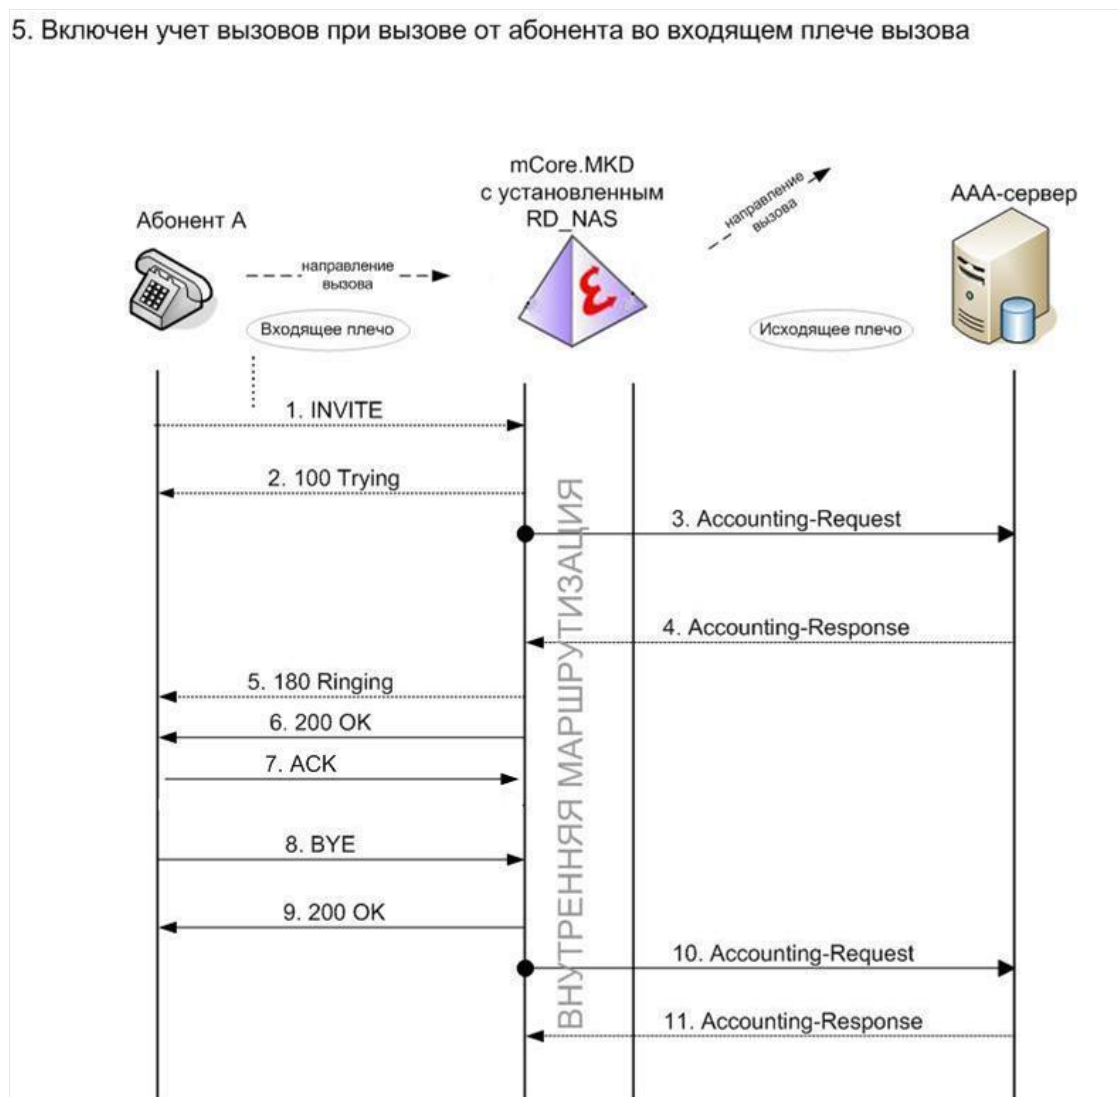 5. Включен учет вызовов при вызове от абонента во входящем плече вызова
mCore.MKD
с установленным
RD_NAS
направление
вызова
ААА-сервер
Абонент А
направление
вызова
Входящее плечо
Исходящее плечо
1. INVITE
2. 100 Trying
3. Accounting-Request
4. Accounting-Response
5. 180 Ringing
6. 200 OK
7. ACK
8. BYE
9. 200 OK
10. Accounting-Request
11. Accounting-Response
ВНУТРЕННЯЯ МАРШРУТИЗАЦИЯ